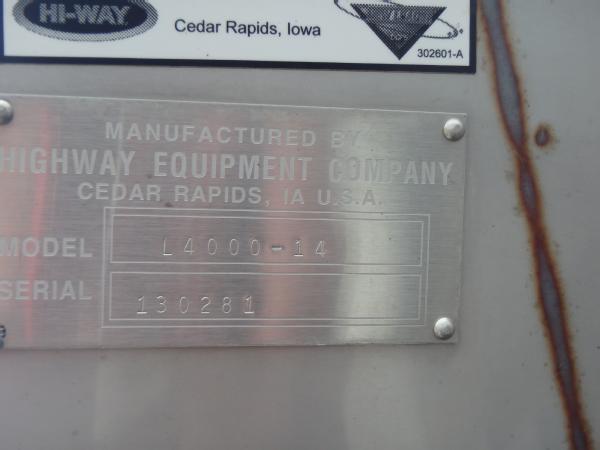 HI-WAY
Cedar Rapids, Iowa
302601-A
MANUFACTURED BY
HIGHWAY EQUIPMENT COMPANY
CEDAR RAPIDS, IA U.S.A.
MODEL L4000-14
SERIAL 130281